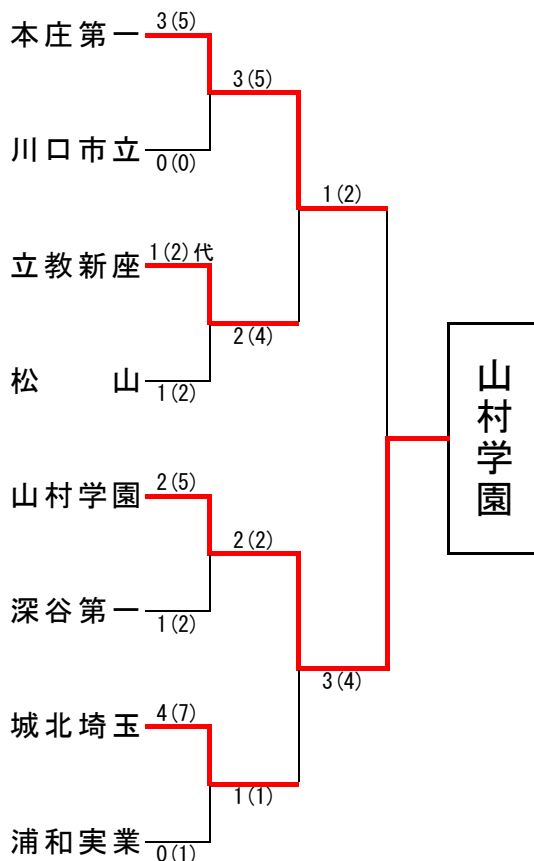 本庄第一
3(5)
3(5)
川口市立
0(0)
1(2)
立教新座
1(2)代
2(4)
松　　山
1(2)
山村学園
山村学園
2(5)
2(2)
深谷第一
1(2)
3(4)
城北埼玉
4(7)
1(1)
浦和実業
0(1)